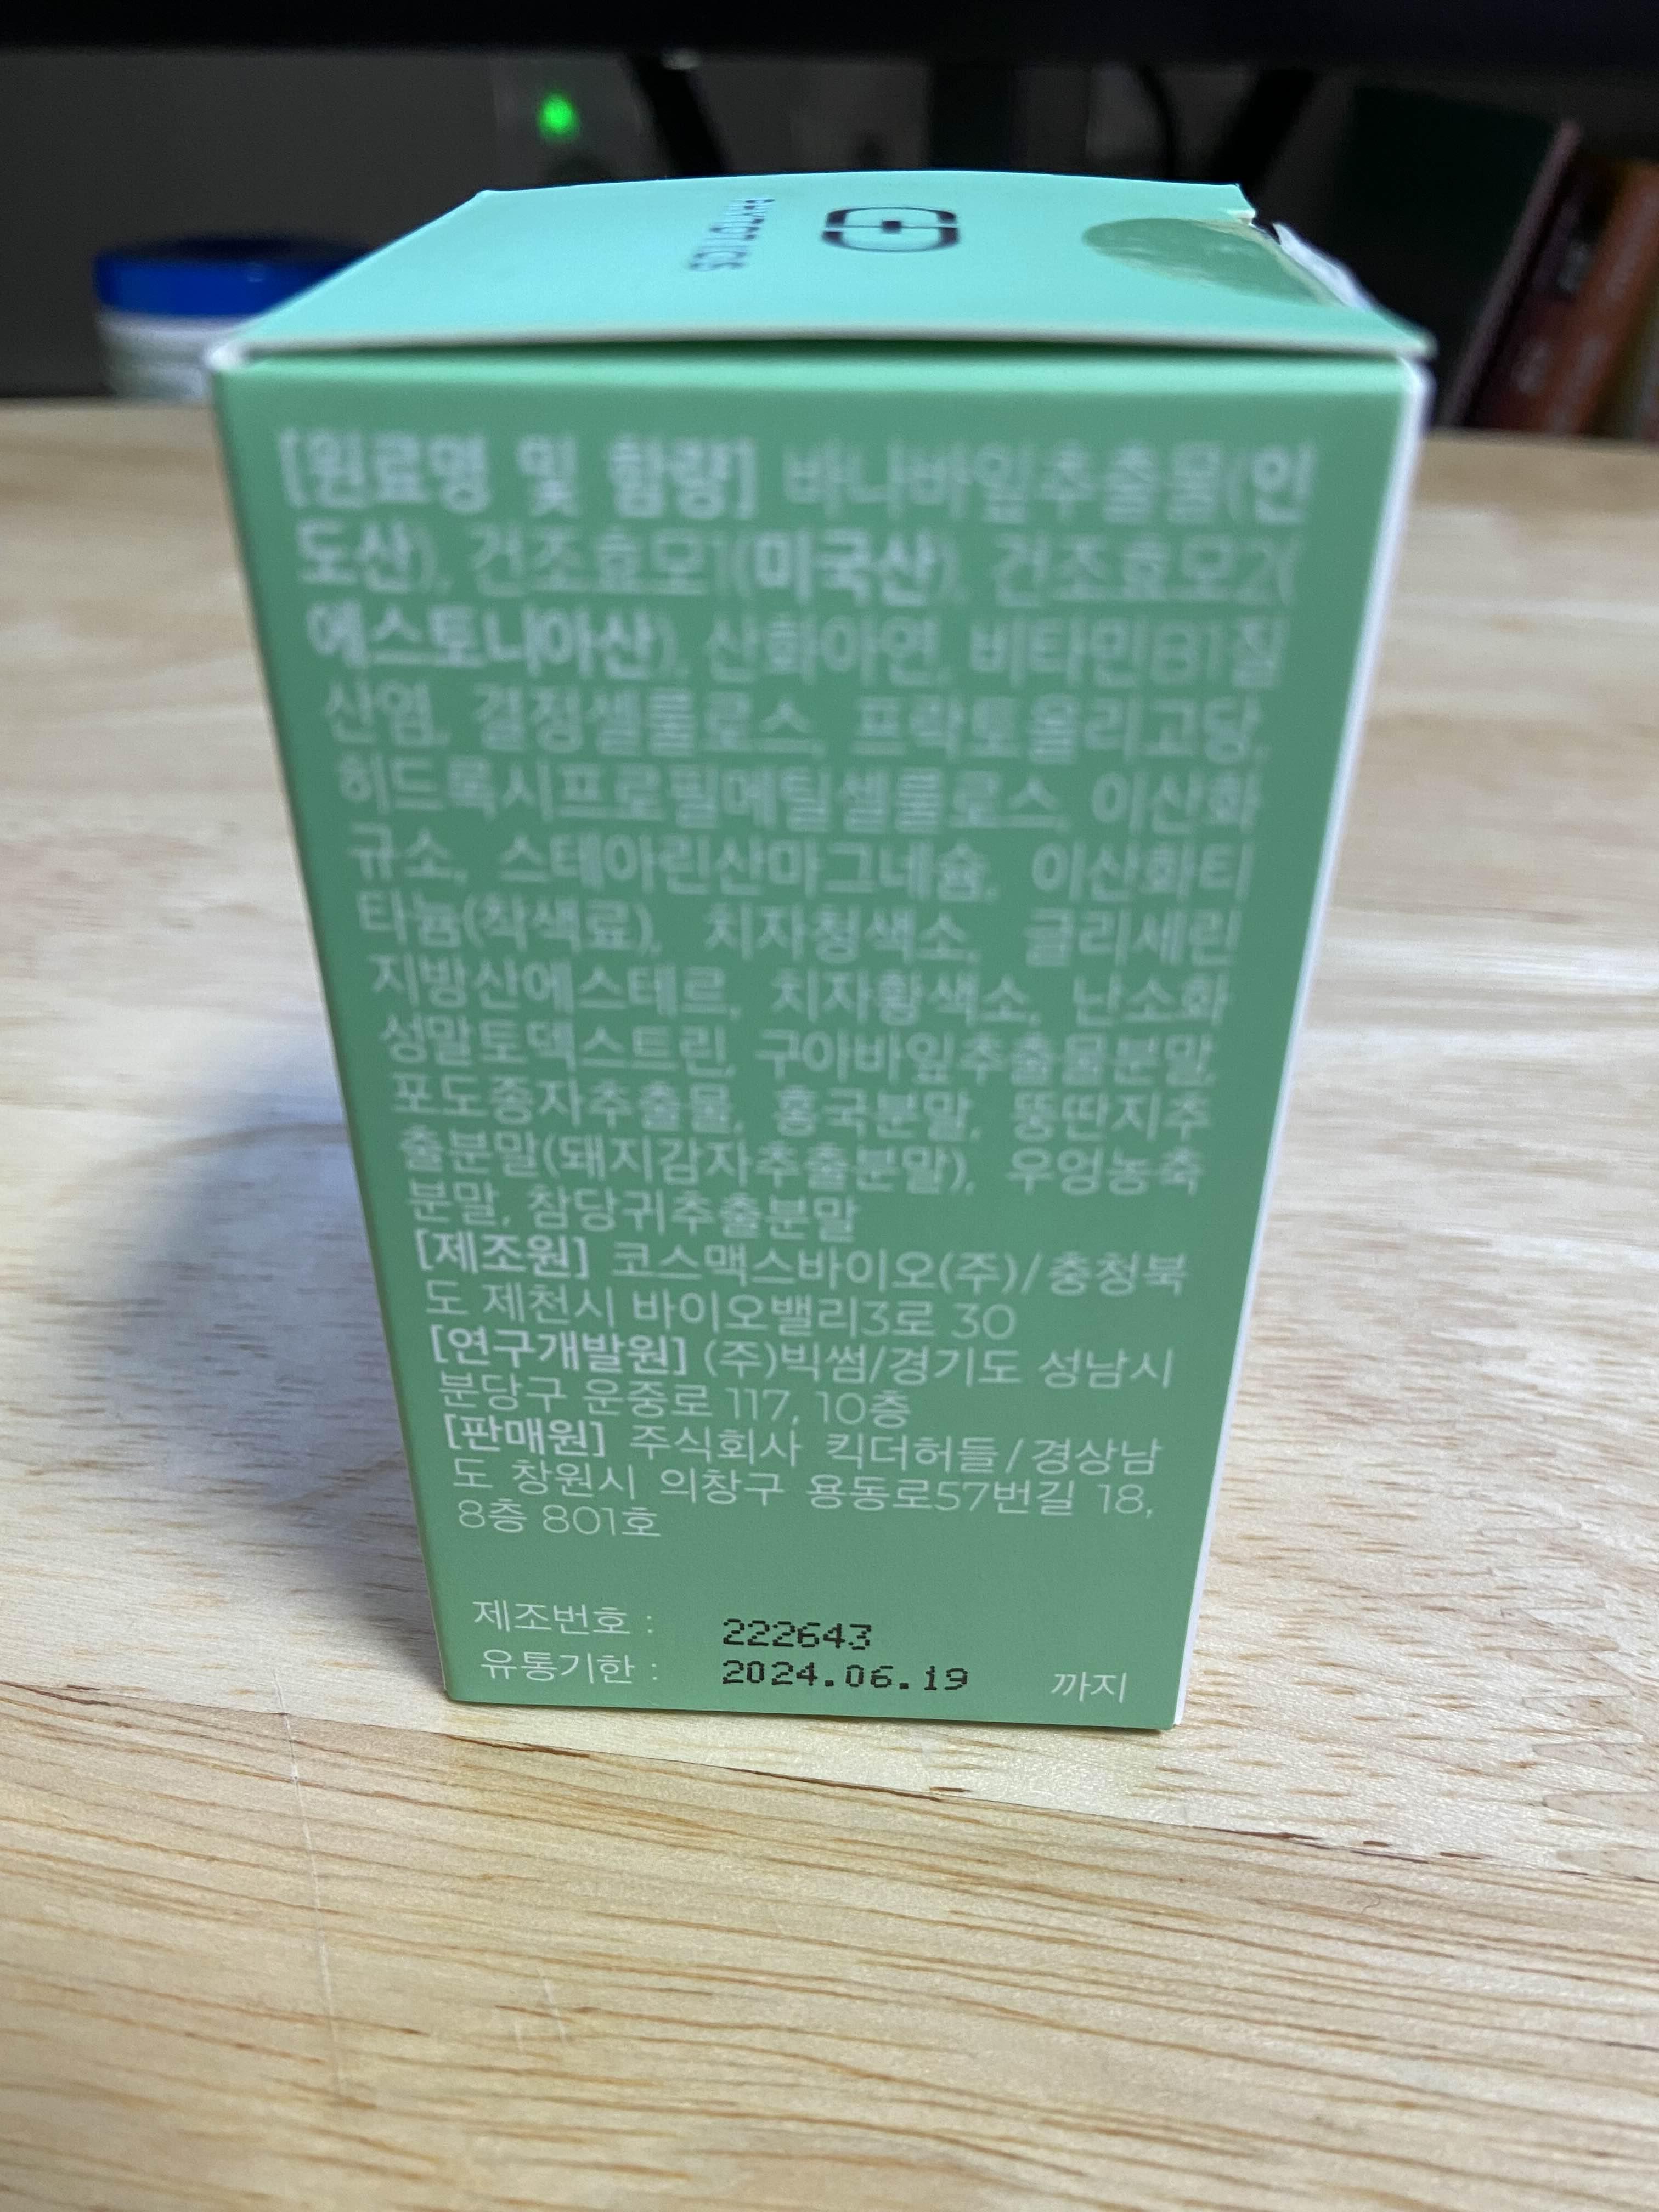 PHYTOTICS
[원료명 및 함량] 바나바잎추출물(인
도산), 건조효모1(미국산), 건조효모2(
에스토니아산), 산화아연, 비타민B1질
산염, 결정셀룰로스, 프락토올리고당,
히드록시프로필메틸셀룰로스, 이산화
규소, 스테아린산마그네슘, 이산화티
타늄(착색료), 치자청색소, 글리세린
지방산에스테르, 치자황색소, 난소화
성말토덱스트린, 구아바잎추출물분말,
포도종자추출물, 홍국분말, 뚱딴지추
출분말(돼지감자추출분말), 우엉농축
분말, 참당귀추출분말
[제조원] 코스맥스바이오(주)/충청북
도 제천시 바이오밸리3로 30
[연구개발원] (주)빅썸/경기도 성남시
분당구 운중로 117, 10층
[판매원] 주식회사 킥더허들/경상남
도 창원시 의창구 용동로57번길 18,
8층 801호
제조번호 : 222643
유통기한 : 2024.06.19 까지